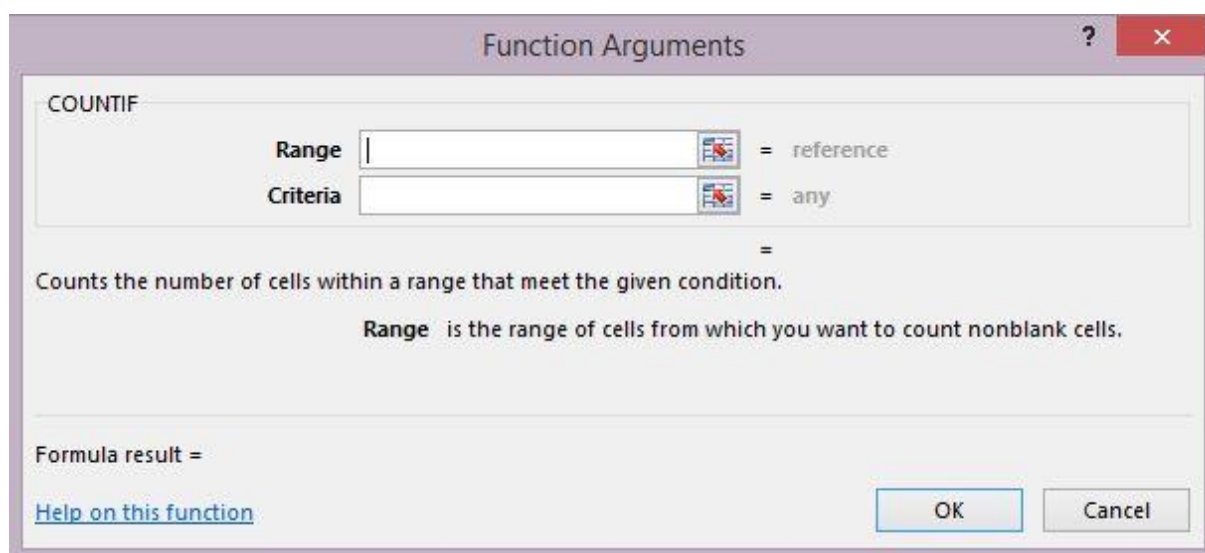 Function Arguments
?
COUNTIF
Range = reference
Criteria = any
=
Counts the number of cells within a range that meet the given condition.
Range is the range of cells from which you want to count nonblank cells.
Formula result =
Help on this function
OK Cancel